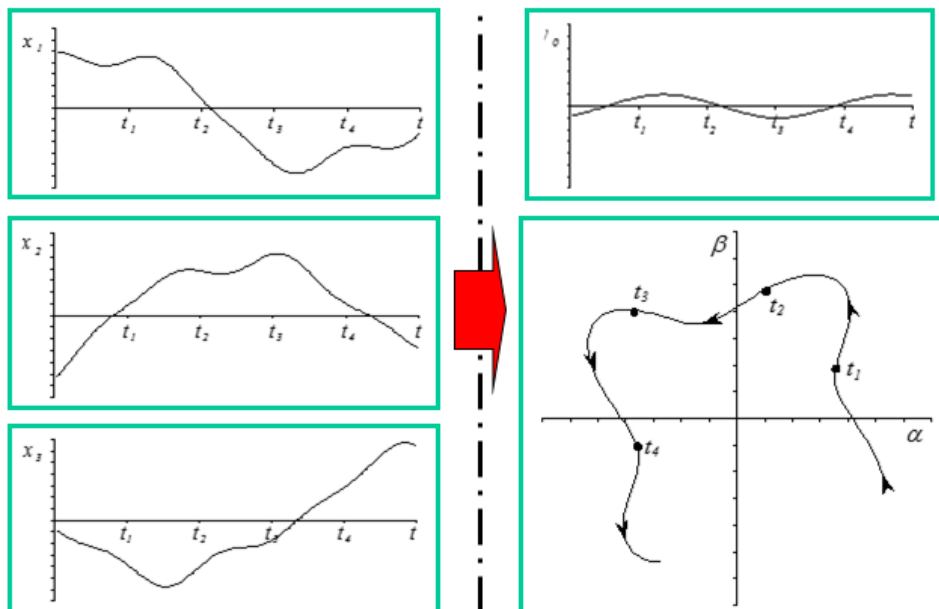 x₁
t₁ t₂ t₃ t₄ t
x₂
t₁ t₂ t₃ t₄ t
x₃
t₁ t₂ t₃ t₄ t
t₁ t₂ t₃ t₄ t
β
t₃
t₂
t₁
α
t₄